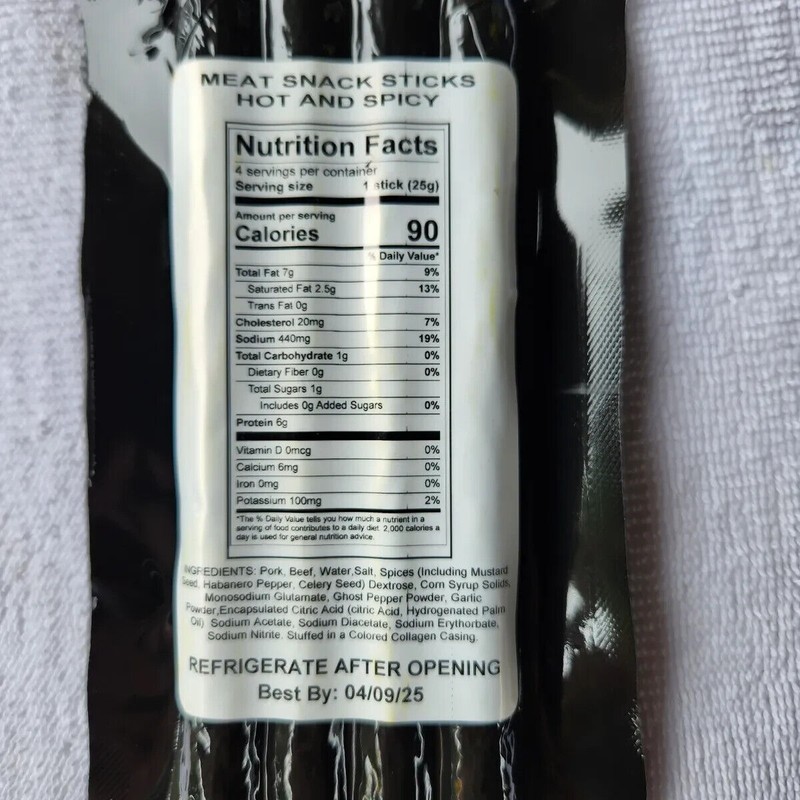 MEAT SNACK STICKS
HOT AND SPICY
Nutrition Facts
4 servings per container
Serving size 1 stick (25g)
Amount per serving
Calories 90
% Daily Value*
Total Fat 7g 9%
Saturated Fat 2.5g 13%
Trans Fat 0g
Cholesterol 20mg 7%
Sodium 440mg 19%
Total Carbohydrate 1g 0%
Dietary Fiber 0g 0%
Total Sugars 1g
Includes 0g Added Sugars 0%
Protein 6g
Vitamin D 0mcg 0%
Calcium 6mg 0%
Iron 0mg 0%
Potassium 100mg 2%
*The % Daily Value tells you how much a nutrient in a
serving of food contributes to a daily diet. 2,000 calories a
day is used for general nutrition advice.
INGREDIENTS: Pork, Beef, Water,Salt, Spices (Including Mustard
Seed, Habanero Pepper, Celery Seed) Dextrose, Corn Syrup Solids,
Monosodium Glutamate, Ghost Pepper Powder, Garlic
Powder,Encapsulated Citric Acid (citric Acid, Hydrogenated Palm
Oil) Sodium Acetate, Sodium Diacetate, Sodium Erythorbate,
Sodium Nitrite. Stuffed in a Colored Collagen Casing.
REFRIGERATE AFTER OPENING
Best By: 04/09/25